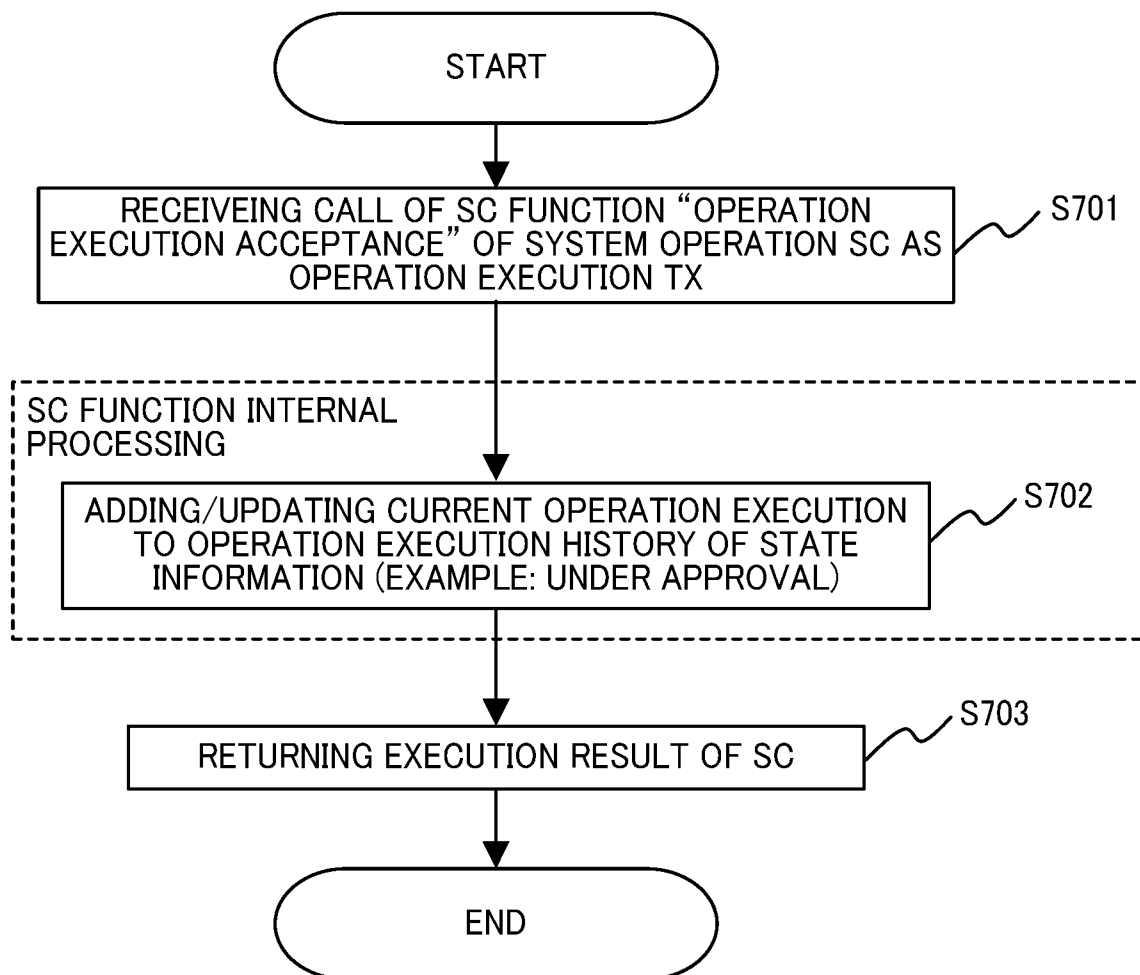 START
RECEIVEING CALL OF SC FUNCTION “OPERATION
EXECUTION ACCEPTANCE” OF SYSTEM OPERATION SC AS
OPERATION EXECUTION TX
S701
SC FUNCTION INTERNAL
PROCESSING
ADDING/UPDATING CURRENT OPERATION EXECUTION
TO OPERATION EXECUTION HISTORY OF STATE
INFORMATION (EXAMPLE: UNDER APPROVAL)
S702
RETURNING EXECUTION RESULT OF SC
S703
END